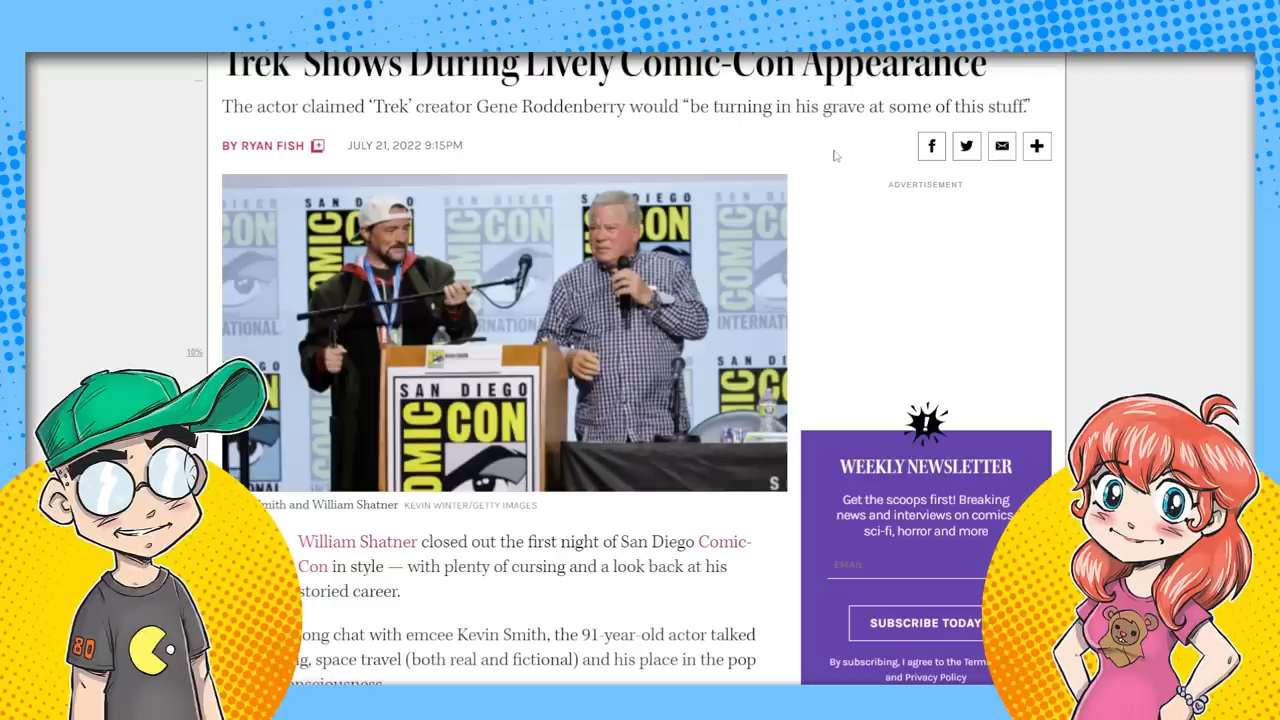 Trek' Shows During Lively Comic-Con Appearance
The actor claimed ‘Trek’ creator Gene Roddenberry would “be turning in his grave at some of this stuff.”
BY RYAN FISH
JULY 21, 2022 9:15PM
ADVERTISEMENT
SAN DIEGO
COMIC CON
INTERNATIONAL
10%
SAN DIEGO
COMIC CON
mith and William Shatner KEVIN WINTER/GETTY IMAGES
William Shatner closed out the first night of San Diego Comic-
Con in style — with plenty of cursing and a look back at his
storied career.
ong chat with emcee Kevin Smith, the 91-year-old actor talked
g, space travel (both real and fictional) and his place in the pop
nsciousness.
WEEKLY NEWSLETTER
Get the scoops first! Breaking
news and interviews on comics,
sci-fi, horror and more
EMAIL
SUBSCRIBE TODAY
By subscribing, I agree to the Term
and Privacy Policy
80